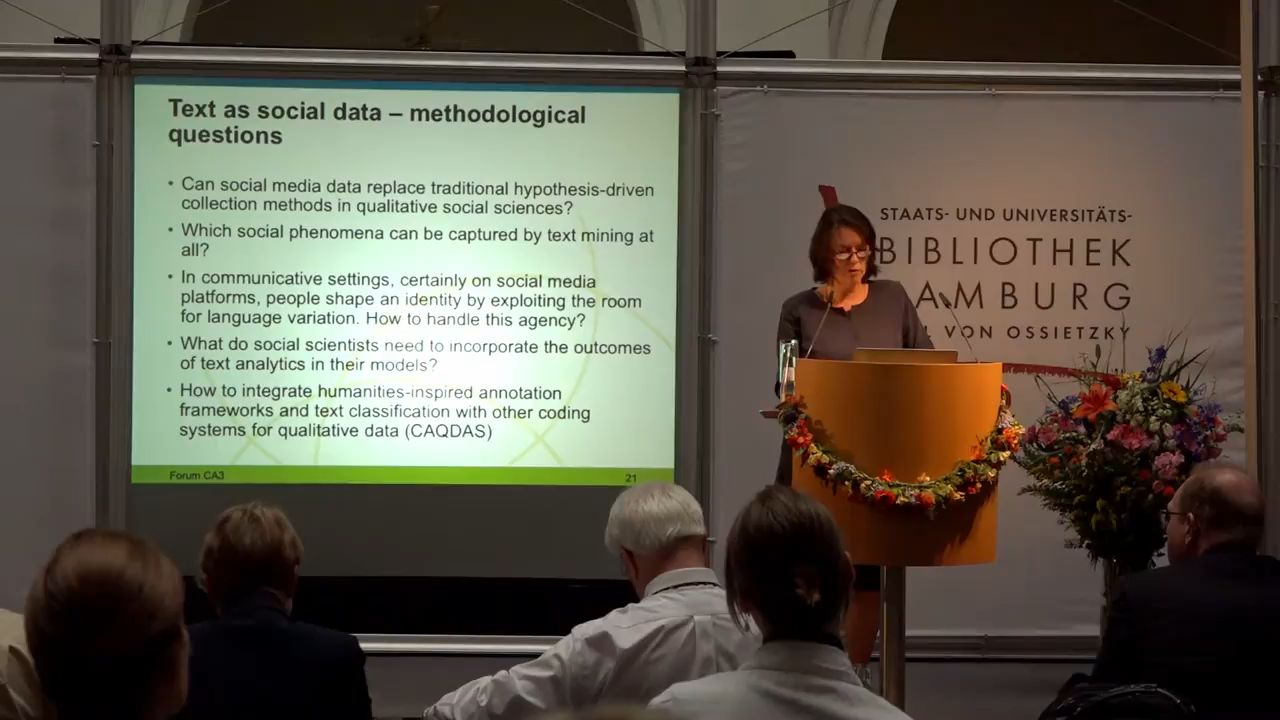 Text as social data – methodological
questions
• Can social media data replace traditional hypothesis-driven
collection methods in qualitative social sciences?
• Which social phenomena can be captured by text mining at
all?
• In communicative settings, certainly on social media
platforms, people shape an identity by exploiting the room
for language variation. How to handle this agency?
• What do social scientists need to incorporate the outcomes
of text analytics in their models?
• How to integrate humanities-inspired annotation
frameworks and text classification with other coding
systems for qualitative data (CAQDAS)
Forum CA3
21
STAATS- UND UNIVERSITÄTS-
BIBLIOTHEK
AMBURG
VON OSSIETZKY